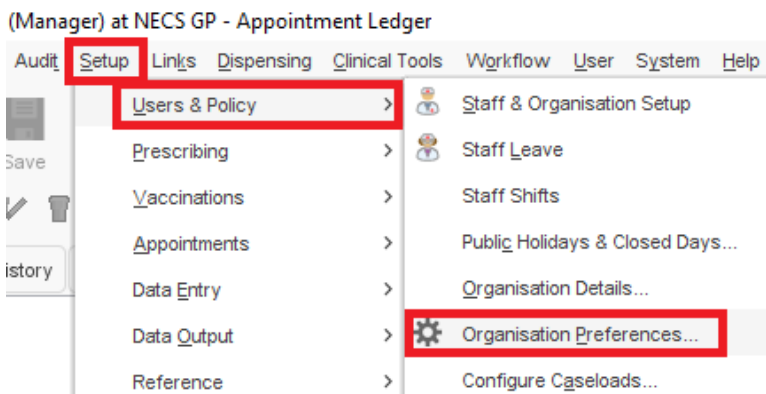 (Manager) at NECS GP - Appointment Ledger
Audit Setup Links Dispensing Clinical Tools Workflow User System Help
Users & Policy
Staff & Organisation Setup
Save
Prescribing
Staff Leave
Vaccinations
Staff Shifts
Appointments
Public Holidays & Closed Days...
istory
Data Entry
Organisation Details...
Data Output
Organisation Preferences...
Reference
Configure Caseloads...